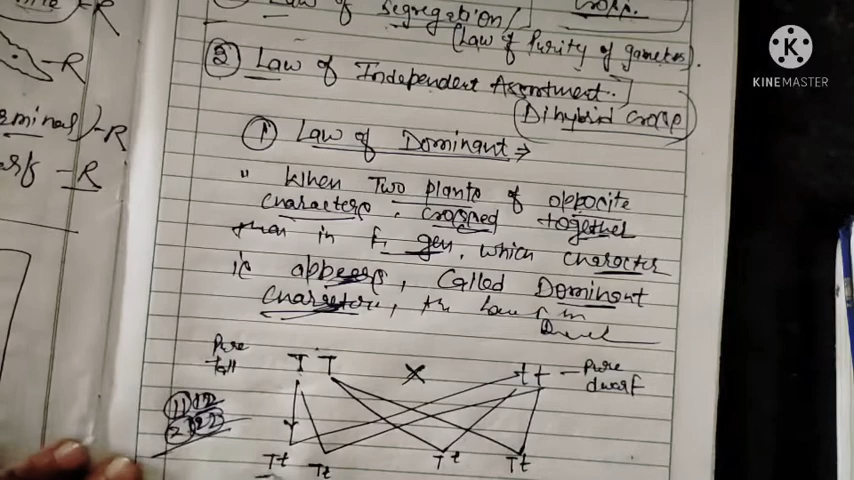 Law of Segregation
(Law of Purity of gametes).
② Law of Independent Assortment.
(Dihybrid cross)
① Law of Dominant ⇒
" When Two plants of opposite
characters, crossed together
than in F1 gen, which character
is appears, Called Dominant
Character, the Law
Pure
Tall
T T × t t — Pure
dwarf
Tt Tt Tt Tt
R
R
R
R
K
KINEMASTER